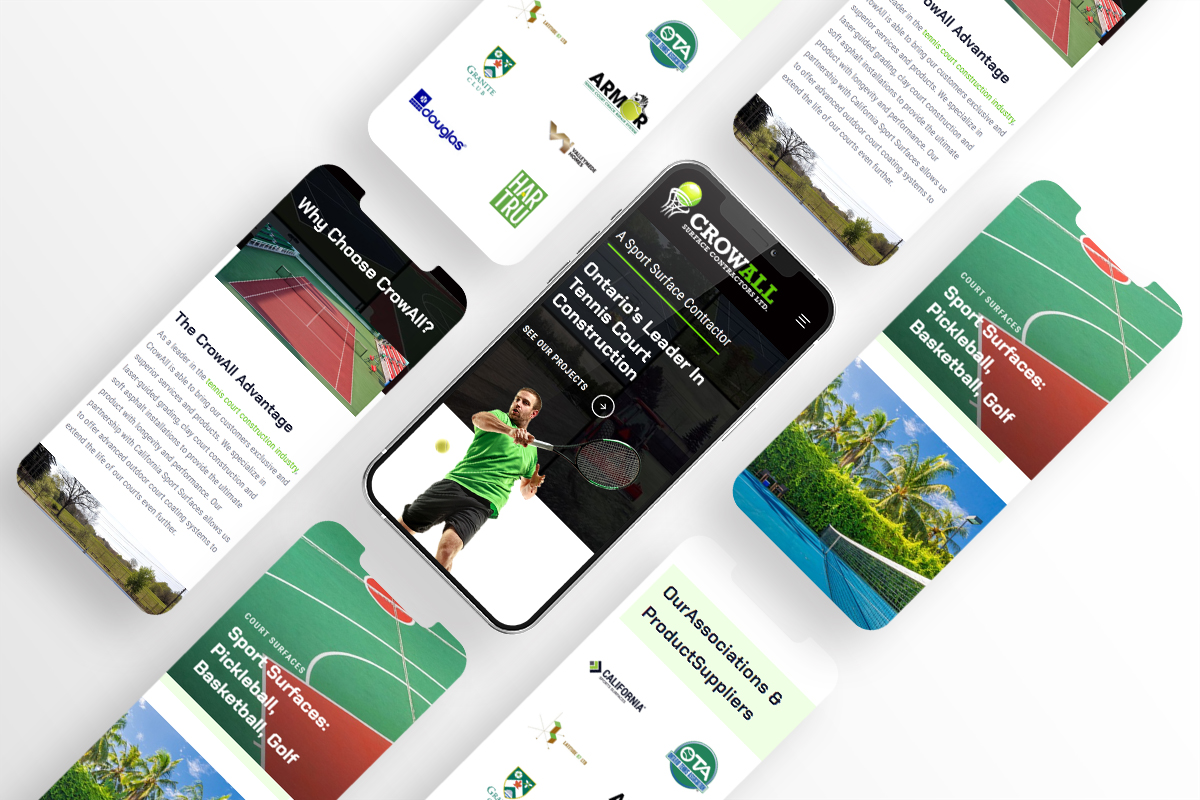 GRANITE
CLUB
douglas
HAR
TRU
OTA
ARMOR
VALLEYMEDE
HOMES
CrowAll Advantage
leader in the tennis court construction industry,
CrowAll is able to bring our customers exclusive and
superior services and products. We specialize in
laser-guided grading, clay court construction and
soft asphalt installations to provide the ultimate
product with longevity and performance. Our
partnership with California Sport Surfaces allows us
to offer advanced outdoor court coating systems to
extend the life of our courts even further.
Why Choose CrowAll?
The CrowAll Advantage
As a leader in the tennis court construction industry,
CrowAll is able to bring our customers exclusive and
superior services and products. We specialize in
laser-guided grading, clay court construction and
soft asphalt installations to provide the ultimate
product with longevity and performance. Our
partnership with California Sport Surfaces allows us
to offer advanced outdoor court coating systems to
extend the life of our courts even further.
CROWALL
SURFACE CONTRACTORS LTD.
A Sport Surface Contractor
Ontario's Leader In
Tennis Court
Construction
SEE OUR PROJECTS
COURT SURFACES
Sport Surfaces:
Pickleball,
Basketball, Golf
COURT SURFACES
Sport Surfaces:
Pickleball,
Basketball, Golf
OurAssociations &
ProductSuppliers
CALIFORNIA
SPORTS SURFACES
OTA
GRANITE